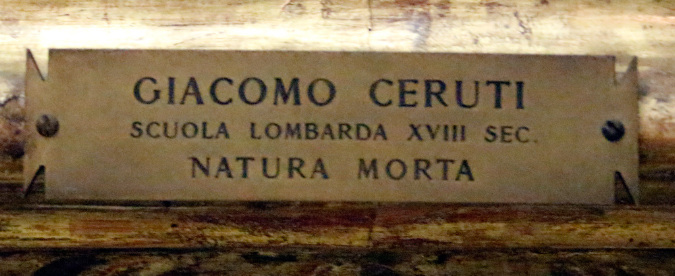 GIACOMO CERUTI
SCUOLA LOMBARDA XVIII SEC.
NATURA MORTA